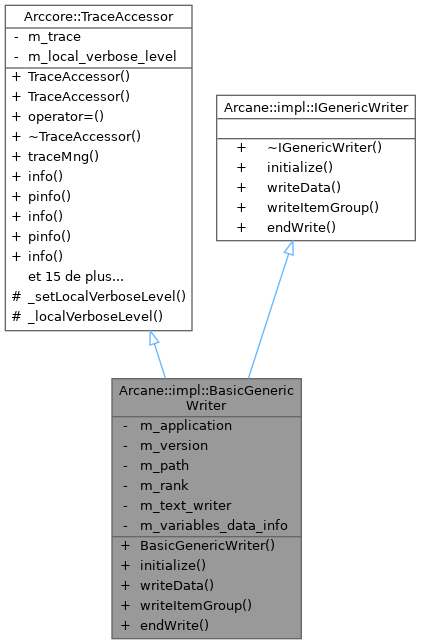 Arccore::TraceAccessor
- m_trace
- m_local_verbose_level
+ TraceAccessor()
+ TraceAccessor()
+ operator=()
+ ~TraceAccessor()
+ traceMng()
+ info()
+ pinfo()
+ info()
+ pinfo()
+ info()
et 15 de plus...
# _setLocalVerboseLevel()
# _localVerboseLevel()
Arcane::impl::IGenericWriter
+ ~IGenericWriter()
+ initialize()
+ writeData()
+ writeItemGroup()
+ endWrite()
Arcane::impl::BasicGeneric
Writer
- m_application
- m_version
- m_path
- m_rank
- m_text_writer
- m_variables_data_info
+ BasicGenericWriter()
+ initialize()
+ writeData()
+ writeItemGroup()
+ endWrite()